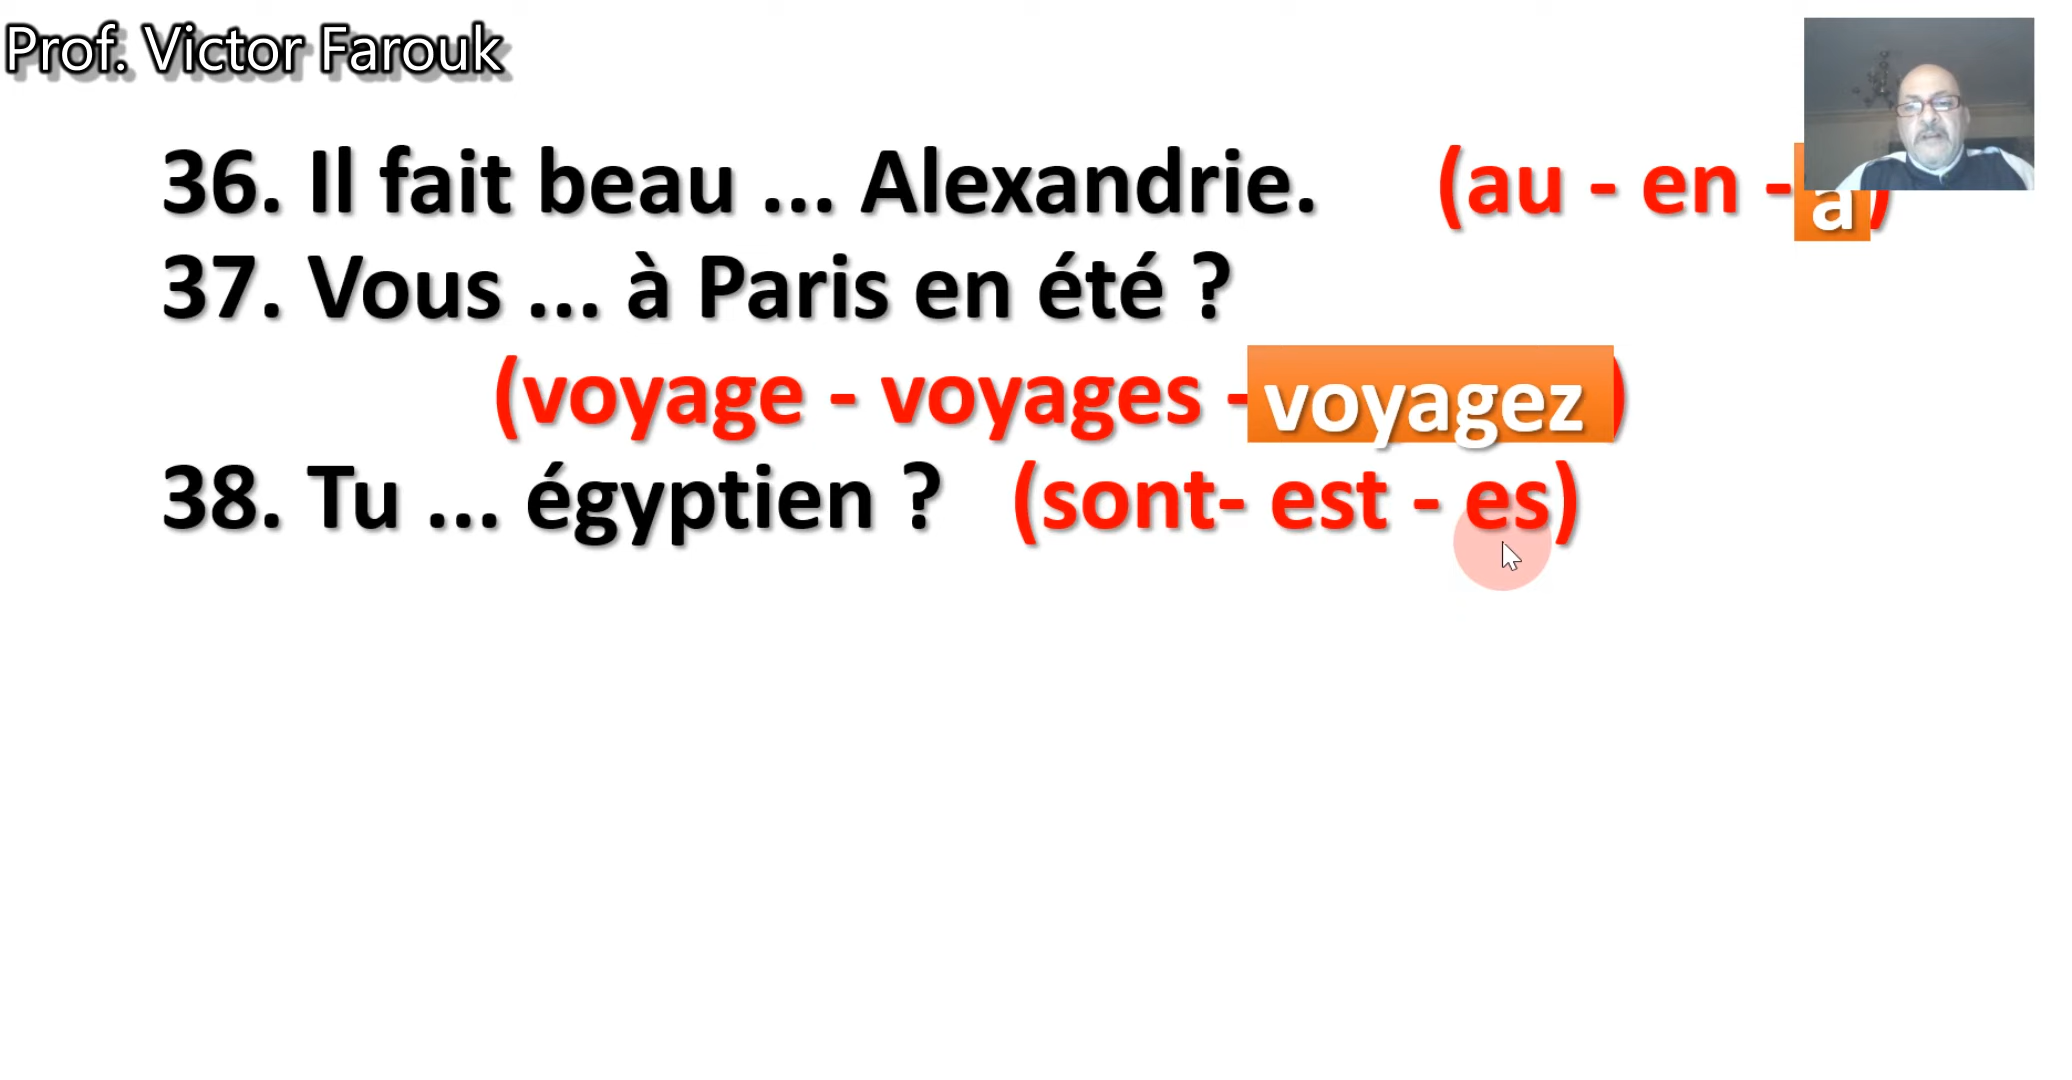 Prof. Victor Farouk
36. Il fait beau ... Alexandrie. (au - en - à)
37. Vous ... à Paris en été ?
(voyage - voyages - voyagez)
38. Tu ... égyptien ? (sont- est - es)